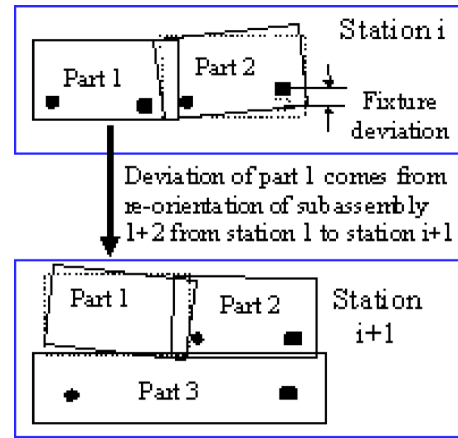 Station i
Part 1
Part 2
Fixture
deviation
Deviation of part 1 comes from
re-orientation of subassembly
1+2 from station 1 to station i+1
Part 1
Part 2
Station
i+1
Part 3